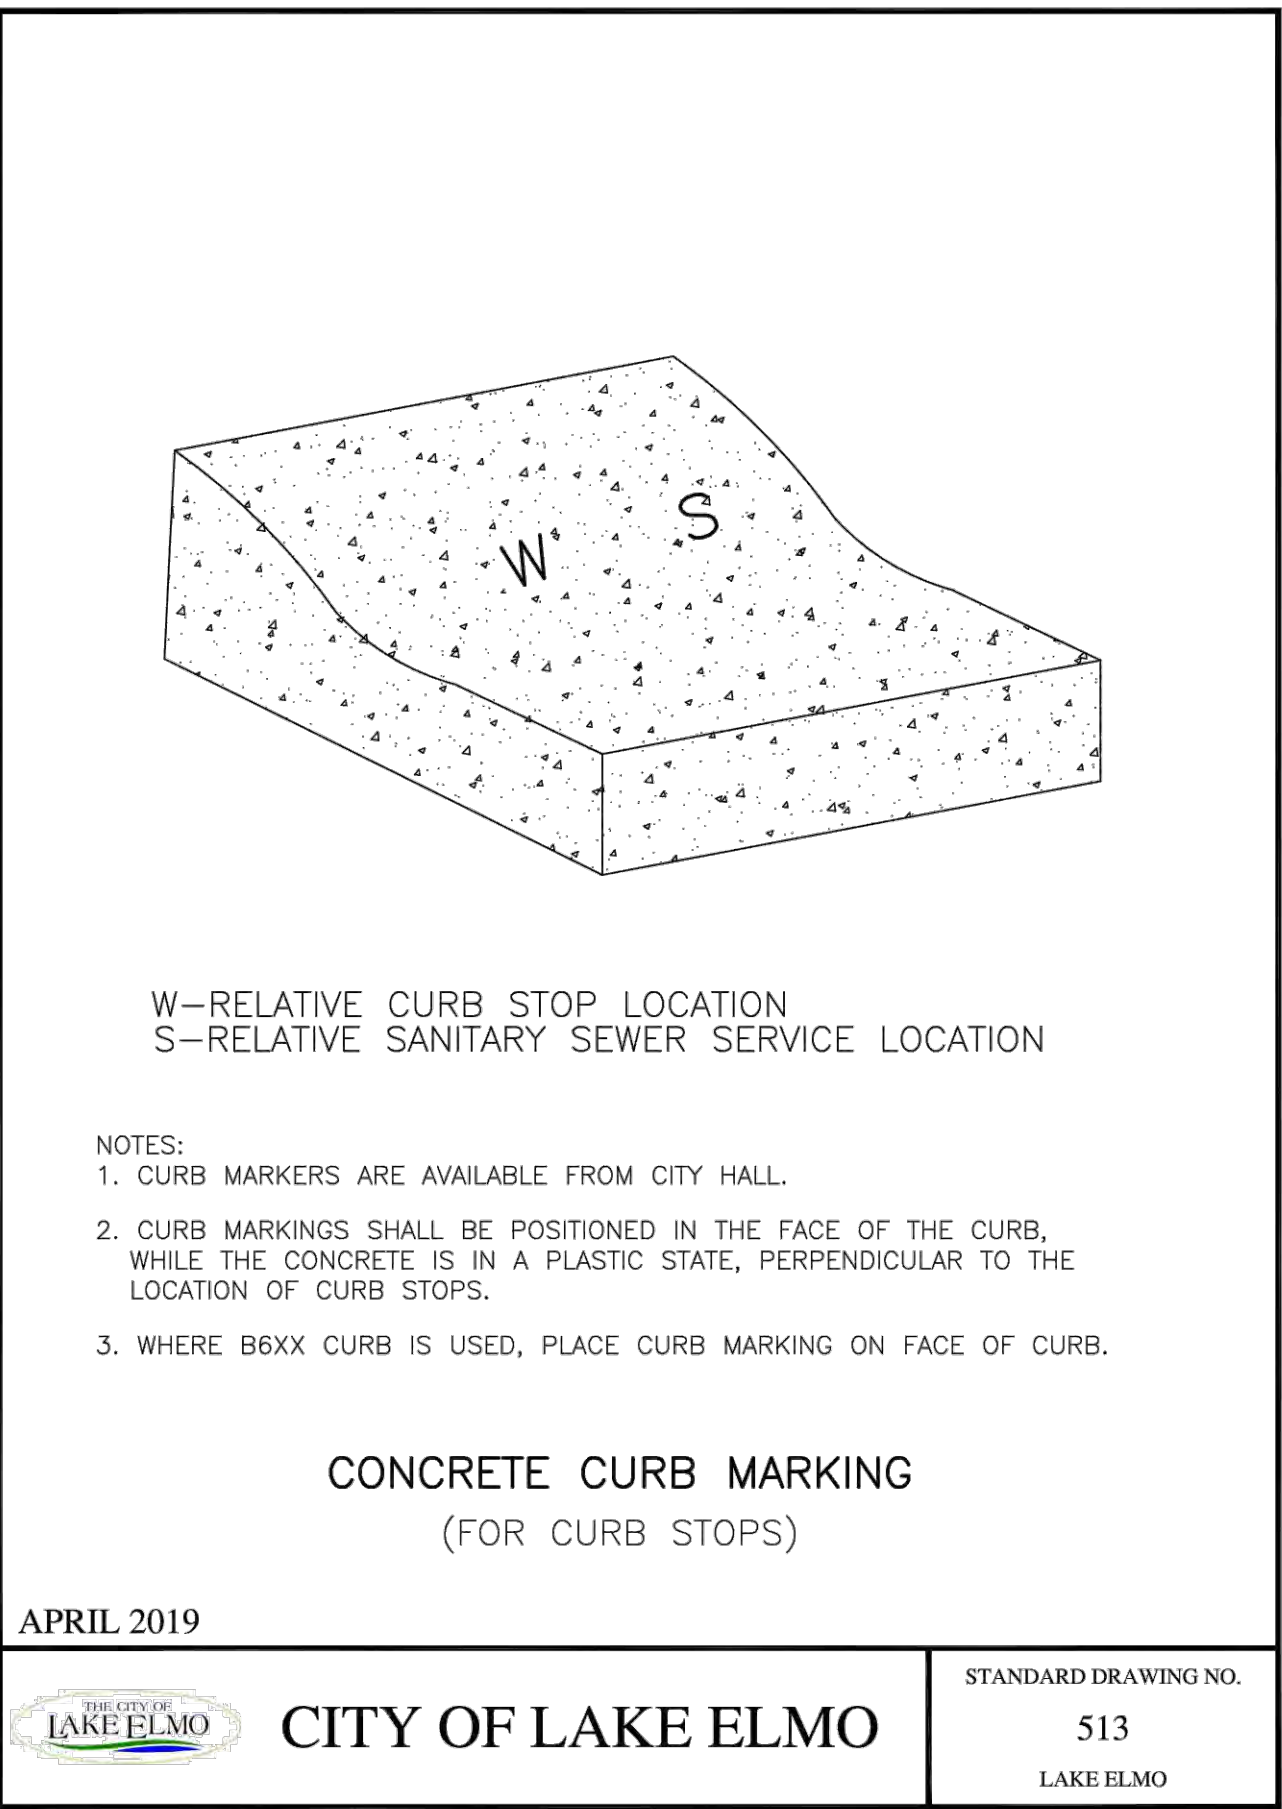 W
S
W-RELATIVE CURB STOP LOCATION
S-RELATIVE SANITARY SEWER SERVICE LOCATION
NOTES:
1. CURB MARKERS ARE AVAILABLE FROM CITY HALL.
2. CURB MARKINGS SHALL BE POSITIONED IN THE FACE OF THE CURB,
WHILE THE CONCRETE IS IN A PLASTIC STATE, PERPENDICULAR TO THE
LOCATION OF CURB STOPS.
3. WHERE B6XX CURB IS USED, PLACE CURB MARKING ON FACE OF CURB.
CONCRETE CURB MARKING
(FOR CURB STOPS)
APRIL 2019
THE CITY OF
LAKE ELMO
CITY OF LAKE ELMO
STANDARD DRAWING NO.
513
LAKE ELMO